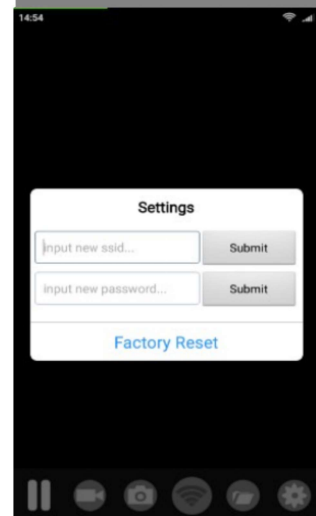 14:54
Settings
input new ssid...
Submit
input new password...
Submit
Factory Reset